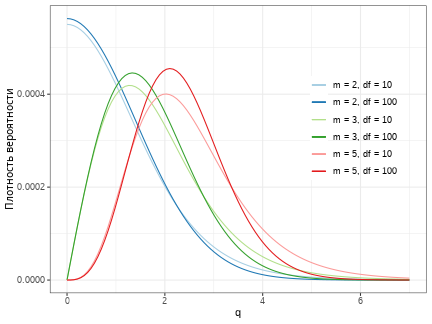 Плотность вероятности
0.0004
0.0002
0.0000
0
2
4
6
q
m = 2, df = 10
m = 2, df = 100
m = 3, df = 10
m = 3, df = 100
m = 5, df = 10
m = 5, df = 100